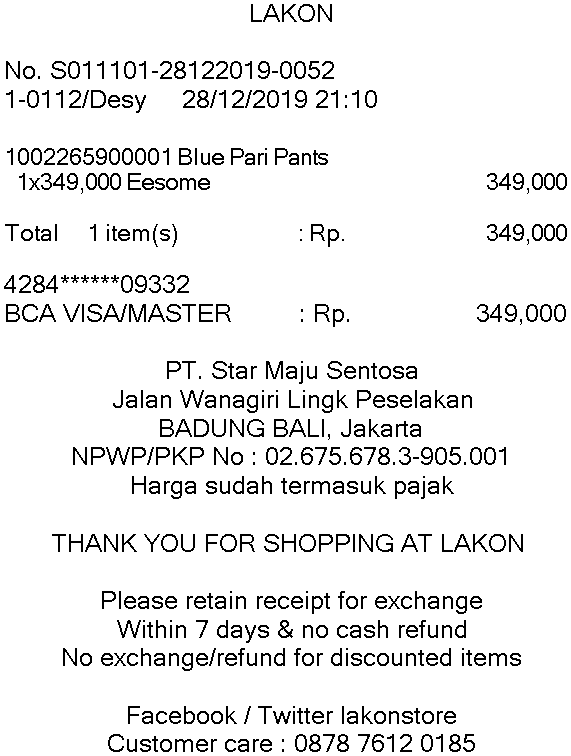 LAKON
No. S011101-28122019-0052
1-0112/Desy 28/12/2019 21:10
1002265900001 Blue Pari Pants
1x349,000 Eesome 349,000
Total 1 item(s) : Rp. 349,000
4284******09332
BCA VISA/MASTER : Rp. 349,000
PT. Star Maju Sentosa
Jalan Wanagiri Lingk Peselakan
BADUNG BALI, Jakarta
NPWP/PKP No : 02.675.678.3-905.001
Harga sudah termasuk pajak
THANK YOU FOR SHOPPING AT LAKON
Please retain receipt for exchange
Within 7 days & no cash refund
No exchange/refund for discounted items
Facebook / Twitter lakonstore
Customer care : 0878 7612 0185